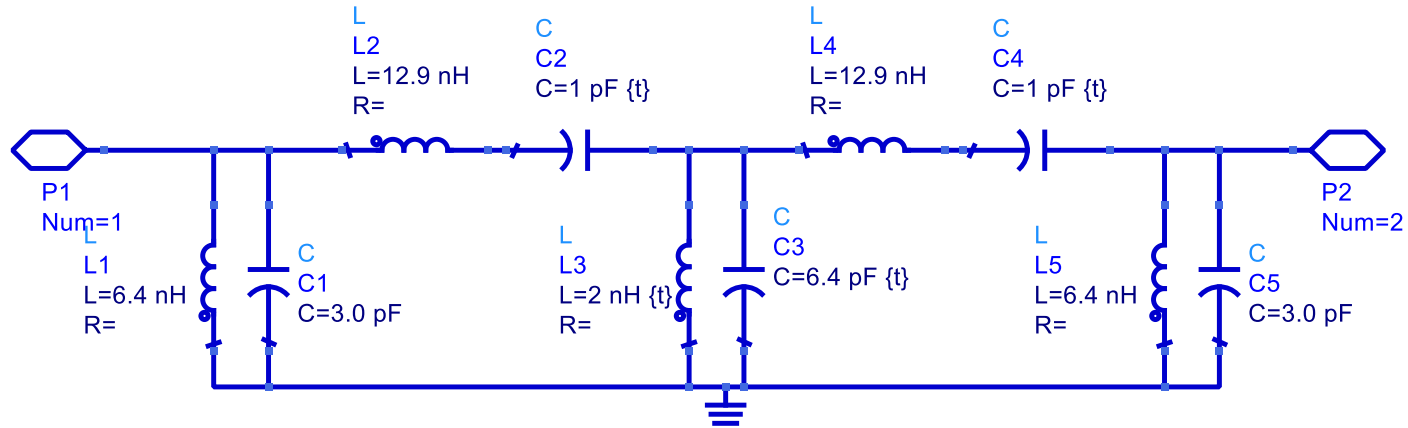 L
L2
L=12.9 nH
R=
C
C2
C=1 pF {t}
L
L4
L=12.9 nH
R=
C
C4
C=1 pF {t}
P1
Num=1
L
L1
L=6.4 nH
R=
C
C1
C=3.0 pF
L
L3
L=2 nH {t}
R=
C
C3
C=6.4 pF {t}
L
L5
L=6.4 nH
R=
C
C5
C=3.0 pF
P2
Num=2